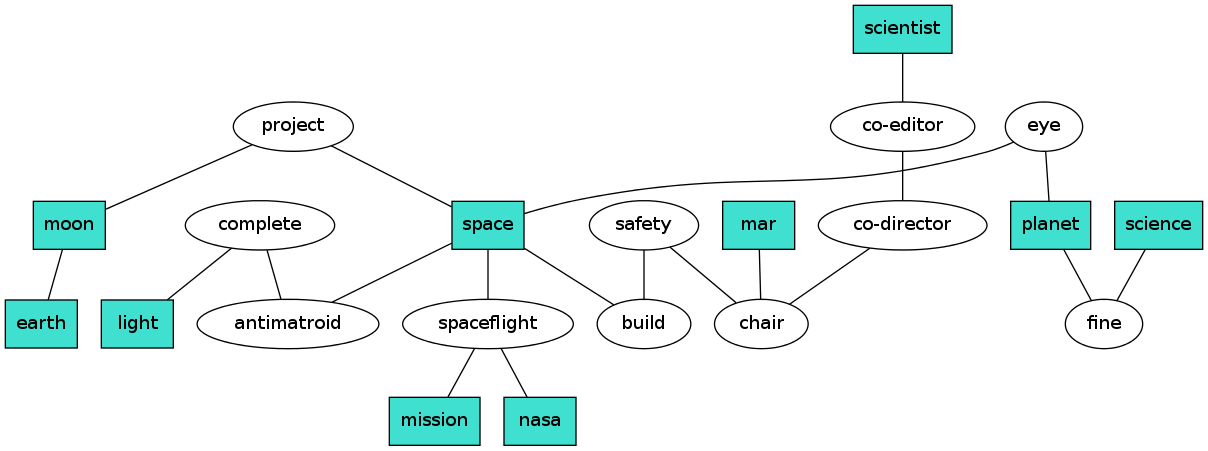 scientist
project
co-editor
eye
moon
complete
space
safety
mar
co-director
planet
science
earth
light
antimatroid
spaceflight
build
chair
fine
mission
nasa